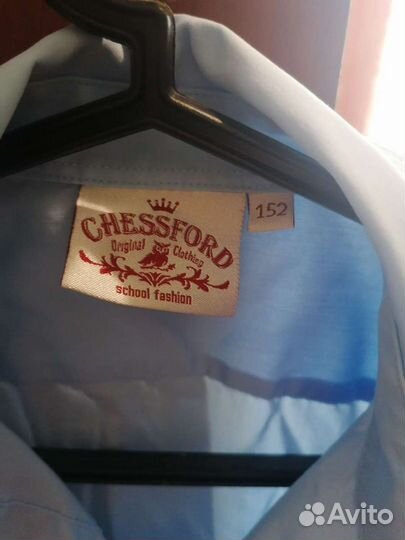 CHESSFORD
Original Clothing
school fashion
152
Avito